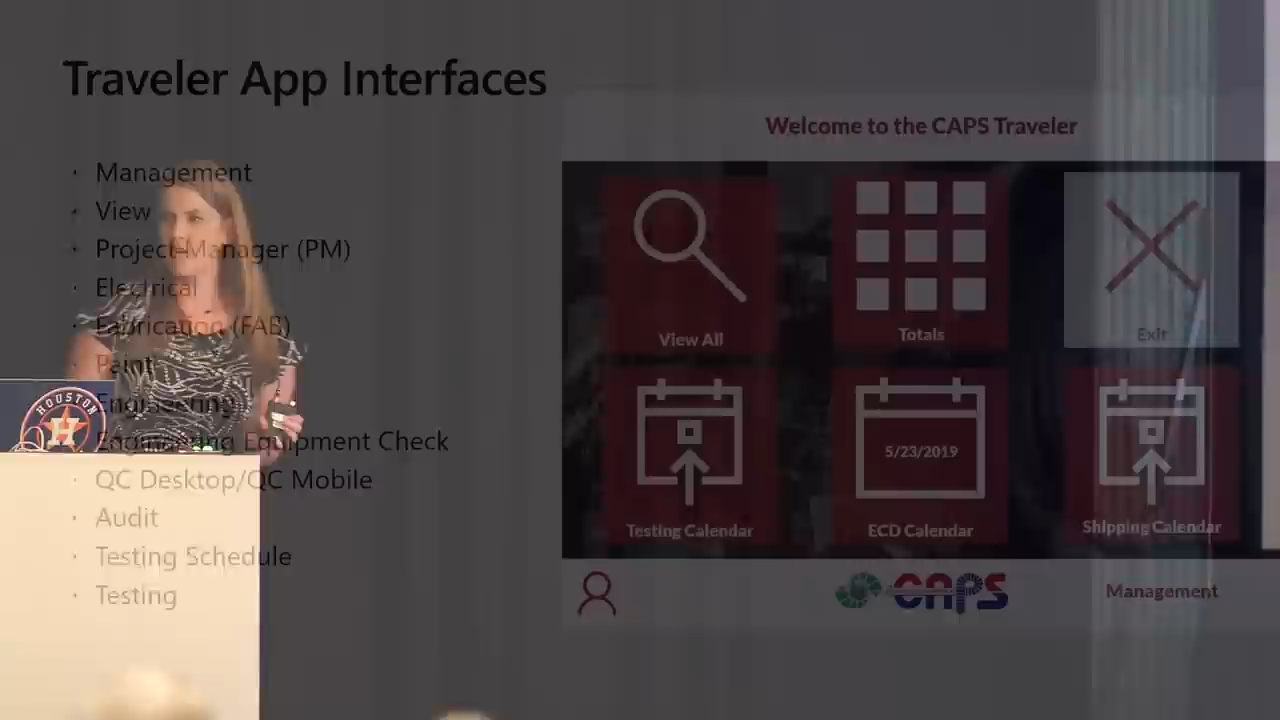 Traveler App Interfaces
Welcome to the CAPS Traveler
· Management
· View
· Project Manager (PM)
· Electrical
· Fabrication (FAB)
· Paint
· Engineering
· Engineering Equipment Check
· QC Desktop/QC Mobile
· Audit
· Testing Schedule
· Testing
View All
Totals
Exit
5/23/2019
Testing Calendar
ECD Calendar
Shipping Calendar
CAPS
Management
HOUSTON
H